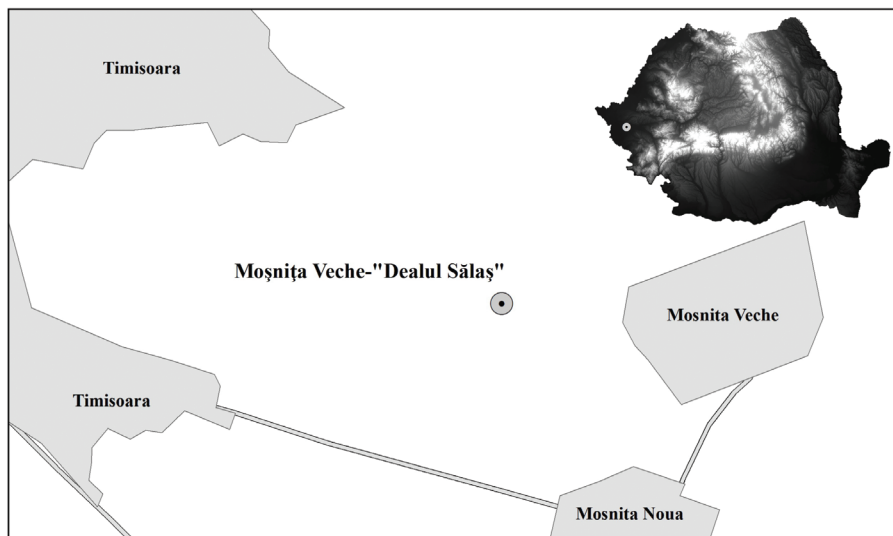 Timisoara
Moşniţa Veche-"Dealul Sălaş"
Mosnita Veche
Timisoara
Mosnita Noua